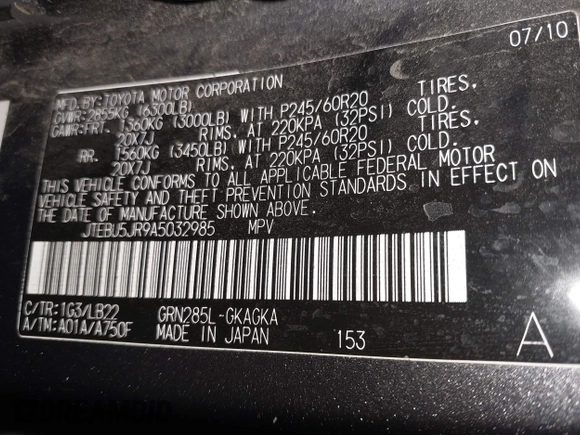 07/10
MFD. BY: TOYOTA MOTOR CORPORATION
GVWR: 2855KG (6300LB)
GAWR: FRT. 1360KG (3000LB) WITH P245/60R20 TIRES,
20X7J RIMS, AT 220KPA (32PSI) COLD.
RR. 1560KG (3450LB) WITH P245/60R20 TIRES,
20X7J RIMS, AT 220KPA (32PSI) COLD.
THIS VEHICLE CONFORMS TO ALL APPLICABLE FEDERAL MOTOR
VEHICLE SAFETY AND THEFT PREVENTION STANDARDS IN EFFECT ON
THE DATE OF MANUFACTURE SHOWN ABOVE.
JTEBU5JR9A5032985 MPV
C/TR: 1G3/LB22 GRN285L-GKAGKA
A/TM: A01A/A750F MADE IN JAPAN 153 A